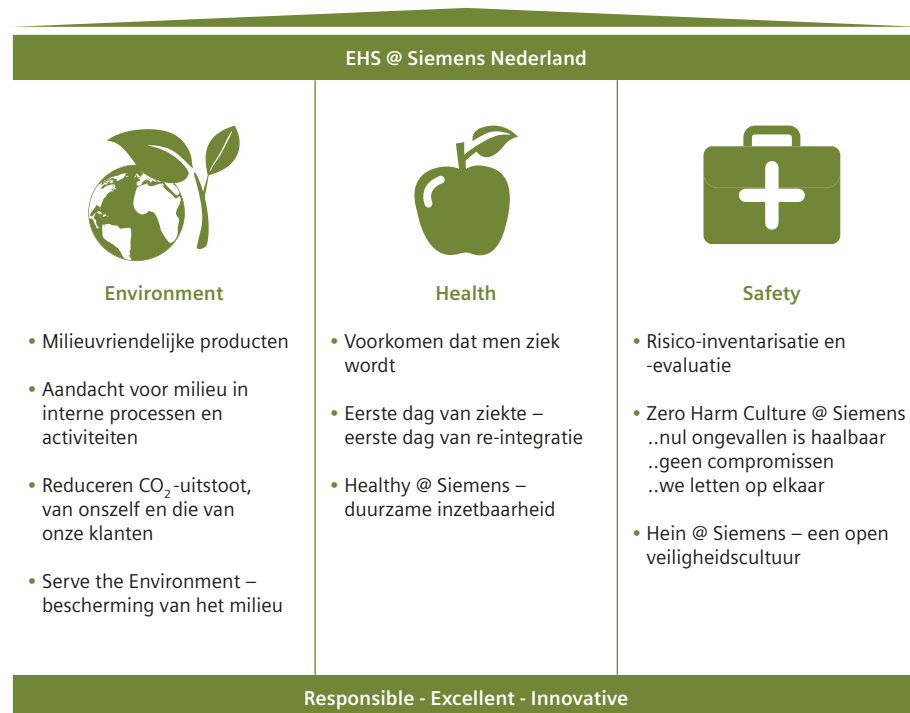 EHS @ Siemens Nederland
Environment
• Milieuvriendelijke producten
• Aandacht voor milieu in
interne processen en
activiteiten
• Reduceren CO₂-uitstoot,
van onszelf en die van
onze klanten
• Serve the Environment –
bescherming van het milieu
Health
• Voorkomen dat men ziek
wordt
• Eerste dag van ziekte –
eerste dag van re-integratie
• Healthy @ Siemens –
duurzame inzetbaarheid
Safety
• Risico-inventarisatie en
-evaluatie
• Zero Harm Culture @ Siemens
..nul ongevallen is haalbaar
..geen compromissen
..we letten op elkaar
• Hein @ Siemens – een open
veiligheidscultuur
Responsible - Excellent - Innovative